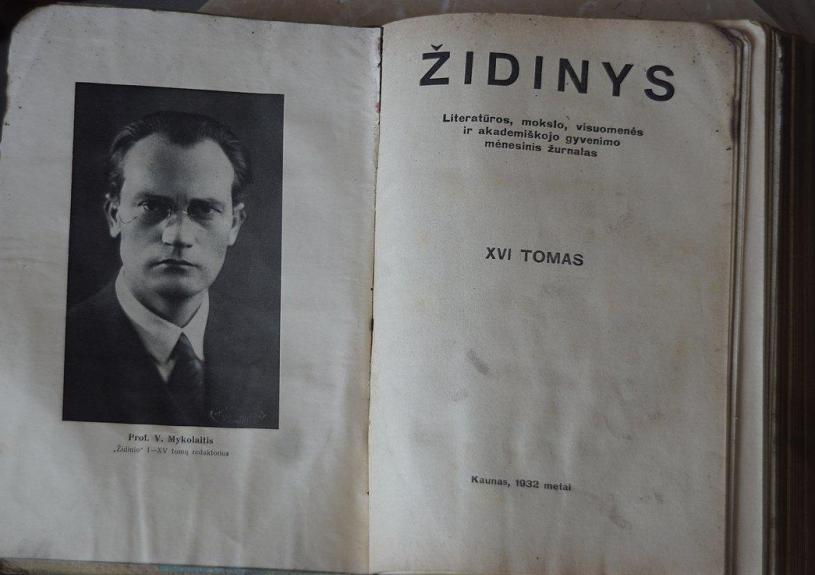 Prof. V. Mykolaitis
„Židinio“ I—XV tomų redaktorius
ŽIDINYS
Literatūros, mokslo, visuomenės
ir akademiškojo gyvenimo
mėnesinis žurnalas
XVI TOMAS
Kaunas, 1932 metai